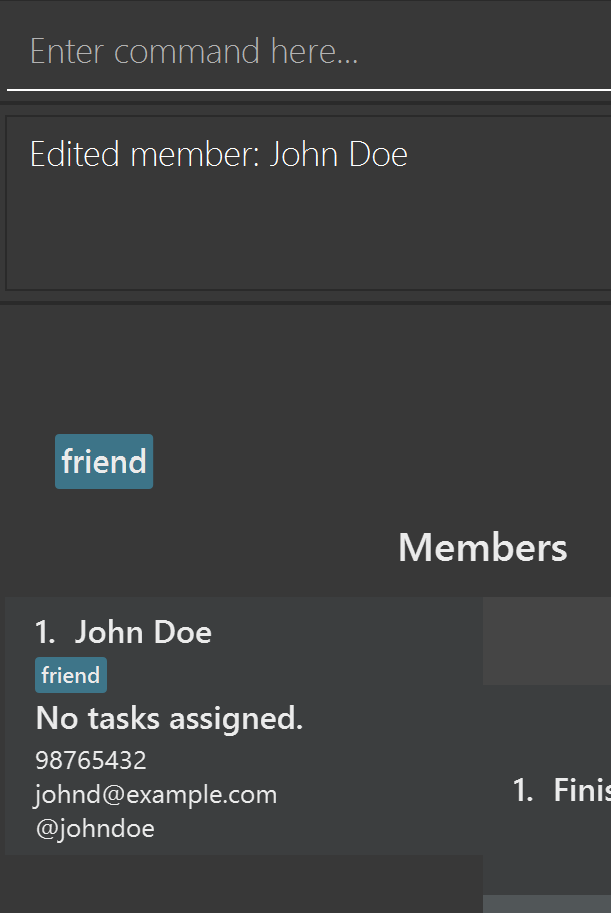 Enter command here...
Edited member: John Doe
friend
Members
1. John Doe
friend
No tasks assigned.
98765432
johnd@example.com
@johndoe
1. Finis